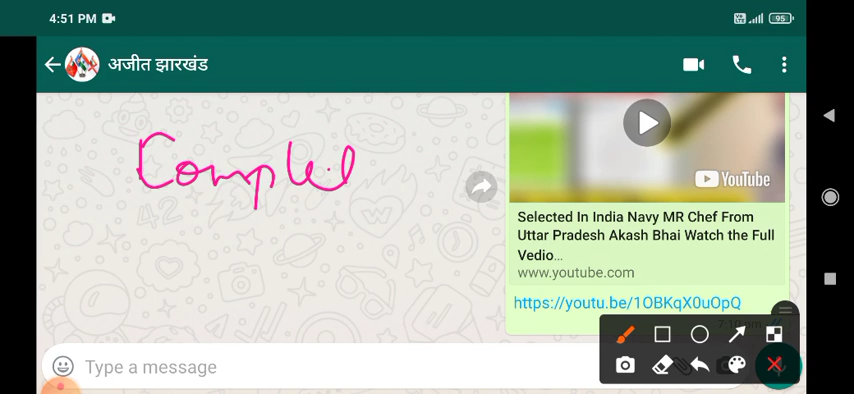 4:51 PM
95
अजीत झारखंड
YouTube
Selected In India Navy MR Chef From
Uttar Pradesh Akash Bhai Watch the Full
Vedio...
www.youtube.com
https://youtu.be/1OBKqX0uOpQ
Type a message